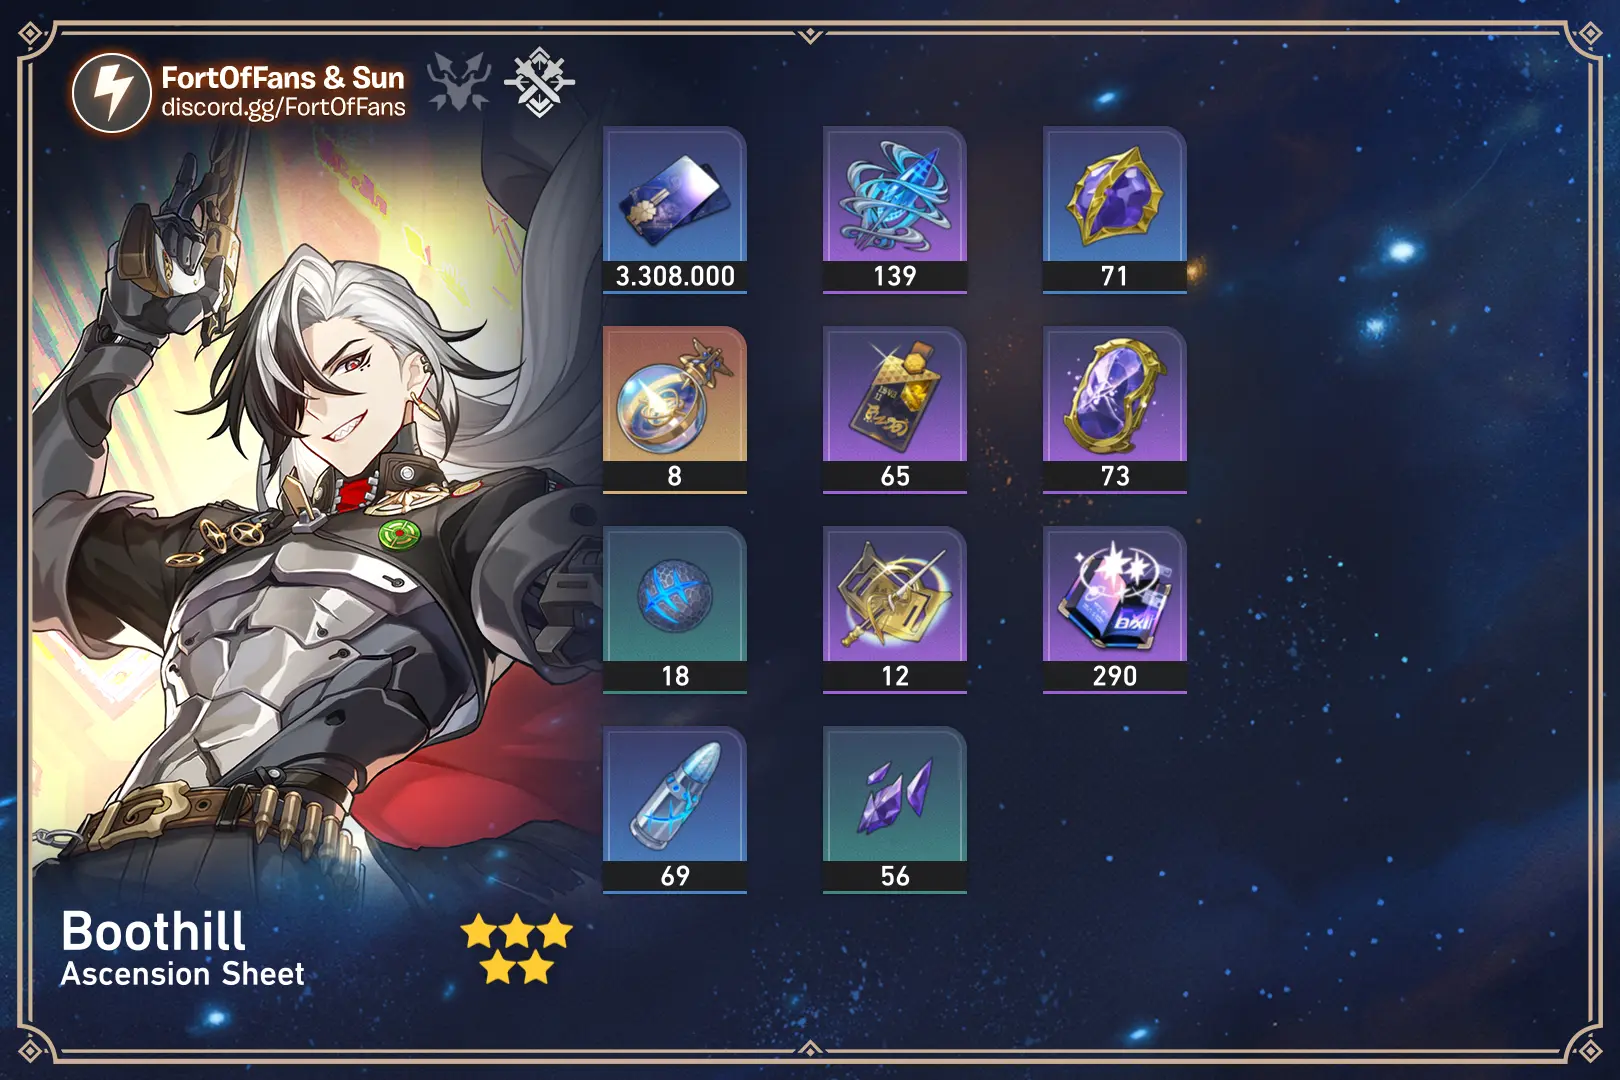 FortOfFans & Sun
discord.gg/FortOfFans
3.308.000
139
71
8
65
73
18
12
290
69
56
Boothill
Ascension Sheet